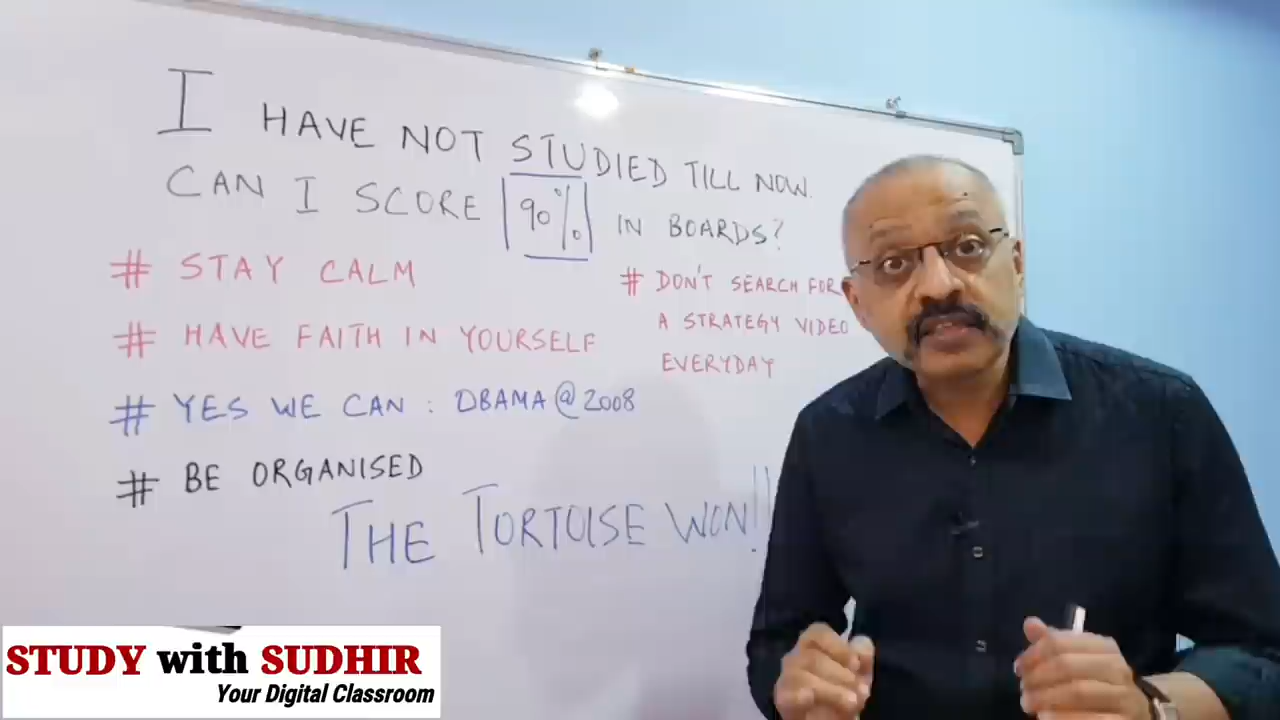 I HAVE NOT STUDIED TILL NOW.
CAN I SCORE 90% IN BOARDS?
# STAY CALM
# HAVE FAITH IN YOURSELF
# YES WE CAN : OBAMA@2008
# BE ORGANISED
# DON'T SEARCH FOR
A STRATEGY VIDEO
EVERYDAY
THE TORTOISE WON!!
STUDY with SUDHIR
Your Digital Classroom